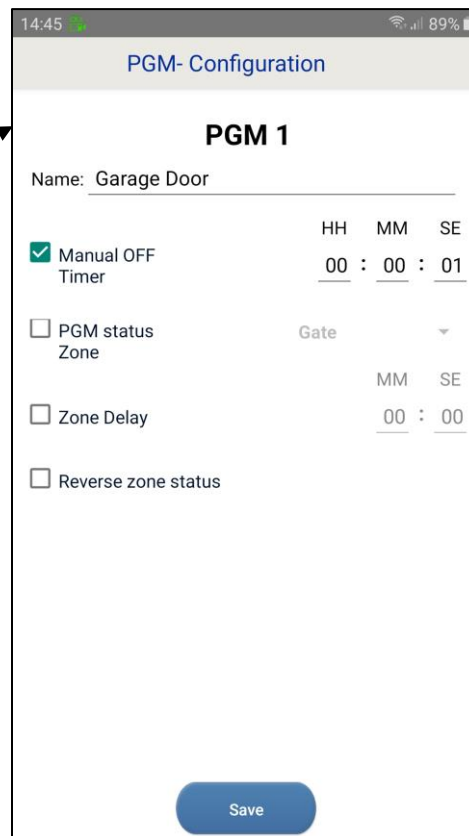 14:45 89%
PGM- Configuration
PGM 1
Name: Garage Door
HH MM SE
Manual OFF
Timer
00 : 00 : 01
PGM status
Zone
Gate
MM SE
Zone Delay
00 : 00
Reverse zone status
Save